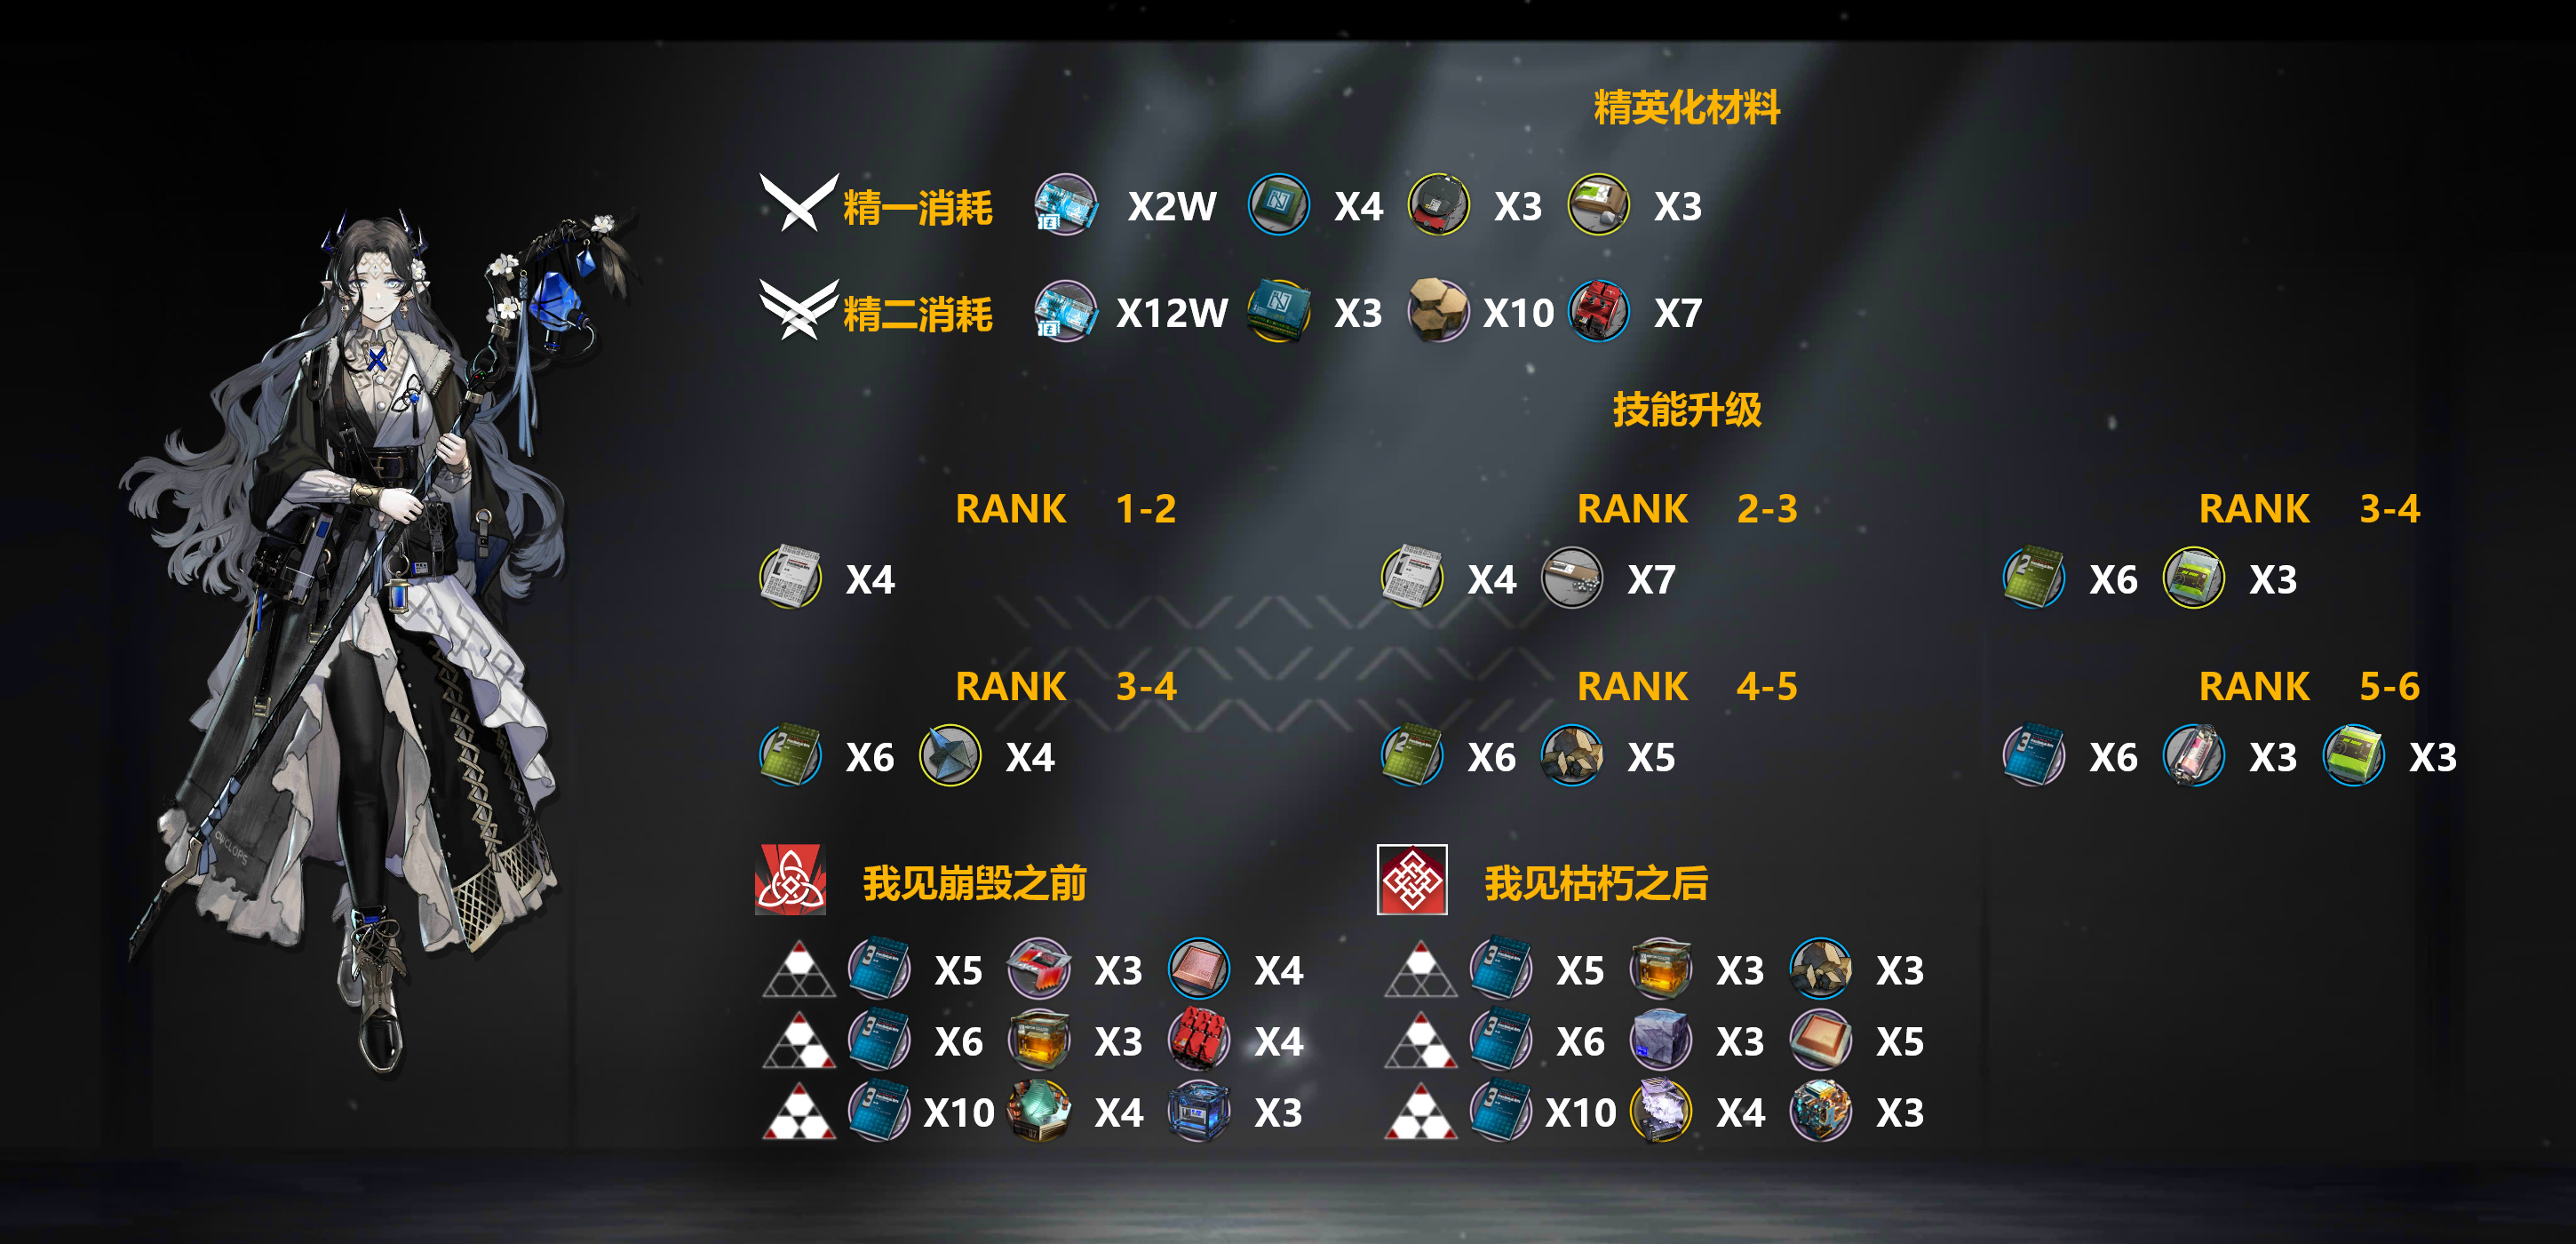 精英化材料
精一消耗 X2W X4 X3 X3
精二消耗 X12W X3 X10 X7
技能升级
RANK 1-2 RANK 2-3 RANK 3-4
X4 X4 X7 X6 X3
RANK 3-4 RANK 4-5 RANK 5-6
X6 X4 X6 X5 X6 X3 X3
我见崩毁之前 我见枯朽之后
X5 X3 X4 X5 X3 X3
X6 X3 X4 X6 X3 X5
X10 X4 X3 X10 X4 X3